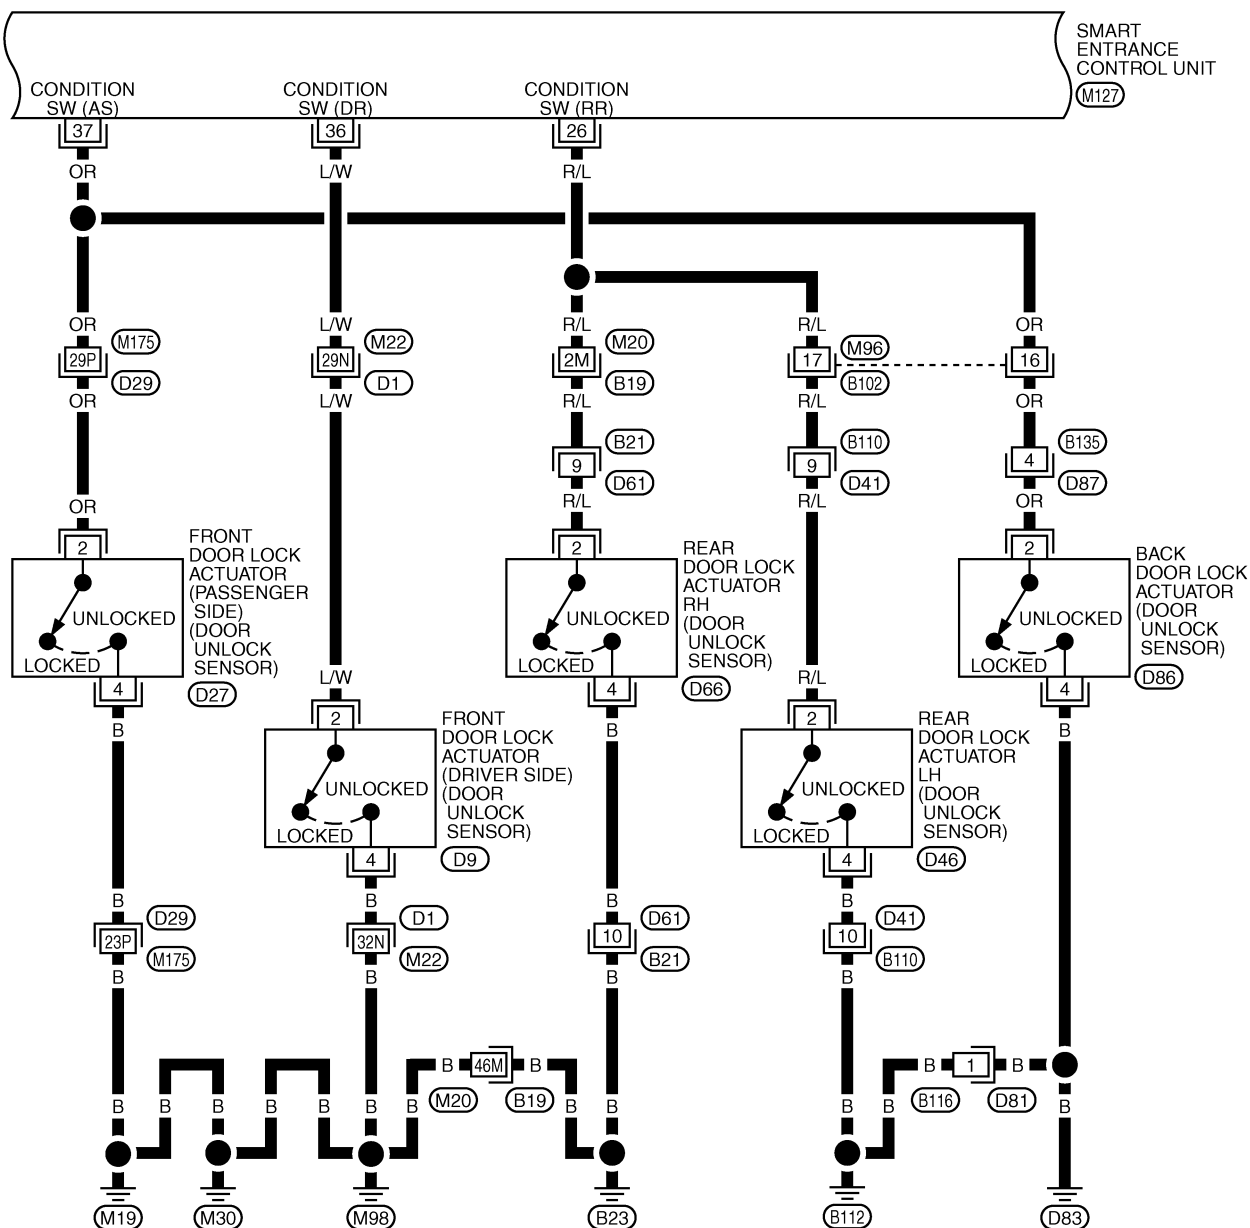 SMART
ENTRANCE
CONTROL UNIT
M127
CONDITION
SW (AS)
CONDITION
SW (DR)
CONDITION
SW (RR)
37
36
26
OR
L/W
R/L
OR
L/W
R/L
R/L
OR
29P
M175
D29
29N
M22
D1
2M
M20
B19
17
M96
B102
16
OR
L/W
R/L
R/L
OR
9
B21
D61
9
B110
D41
4
B135
D87
OR
R/L
R/L
OR
2
UNLOCKED
LOCKED
4
FRONT
DOOR LOCK
ACTUATOR
(PASSENGER
SIDE)
(DOOR
UNLOCK
SENSOR)
D27
2
UNLOCKED
LOCKED
4
REAR
DOOR LOCK
ACTUATOR
RH
(DOOR
UNLOCK
SENSOR)
D66
2
UNLOCKED
LOCKED
4
BACK
DOOR LOCK
ACTUATOR
(DOOR
UNLOCK
SENSOR)
D86
L/W
R/L
B
B
B
2
UNLOCKED
LOCKED
4
FRONT
DOOR LOCK
ACTUATOR
(DRIVER SIDE)
(DOOR
UNLOCK
SENSOR)
D9
2
UNLOCKED
LOCKED
4
REAR
DOOR LOCK
ACTUATOR
LH
(DOOR
UNLOCK
SENSOR)
D46
B
B
B
B
23P
D29
M175
32N
D1
M22
10
D61
B21
10
D41
B110
B
B
B
B
B
46M
B
M20
B19
B
1
B
B116
D81
B
B
B
B
B
B
B
B
B
B
B
B
M19
M30
M98
B23
B112
D83